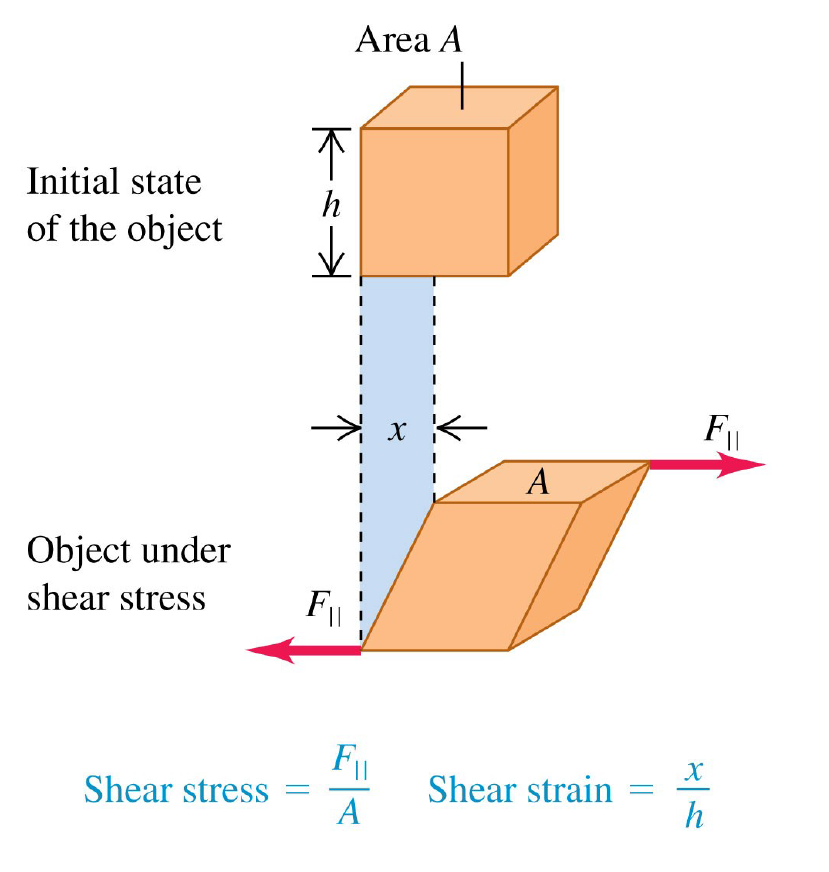 Area A
Initial state
of the object
h
x
F||
A
Object under
shear stress
F||
Shear stress = F|| / A
Shear strain = x / h